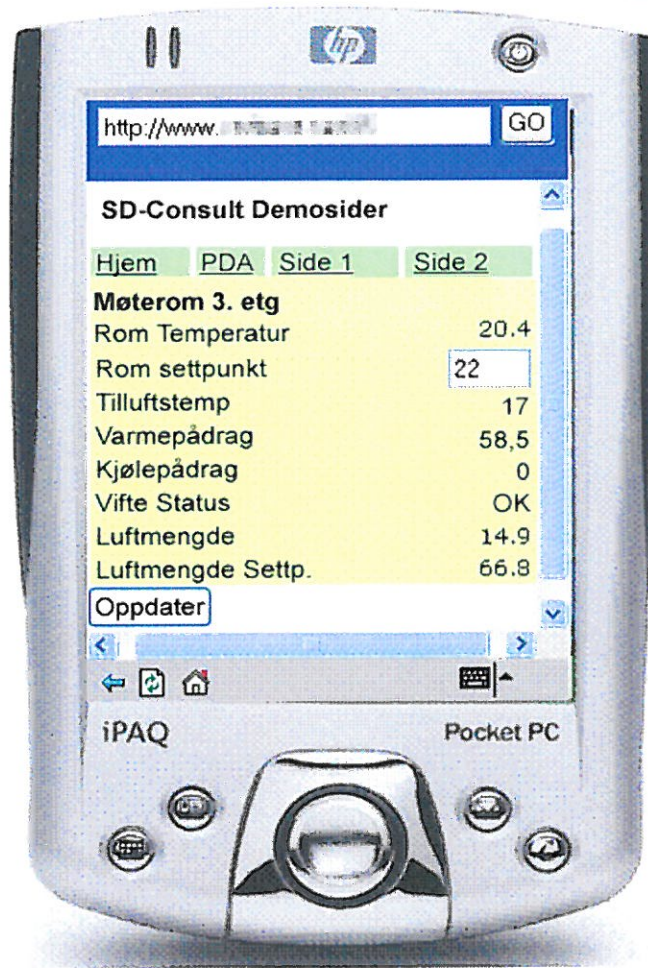 hp
http://www.
GO
SD-Consult Demosider
Hjem PDA Side 1 Side 2
Møterom 3. etg
Rom Temperatur 20.4
Rom settpunkt 22
Tilluftstemp 17
Varmepådrag 58,5
Kjølepådrag 0
Vifte Status OK
Luftmengde 14.9
Luftmengde Settp. 66.8
Oppdater
iPAQ Pocket PC